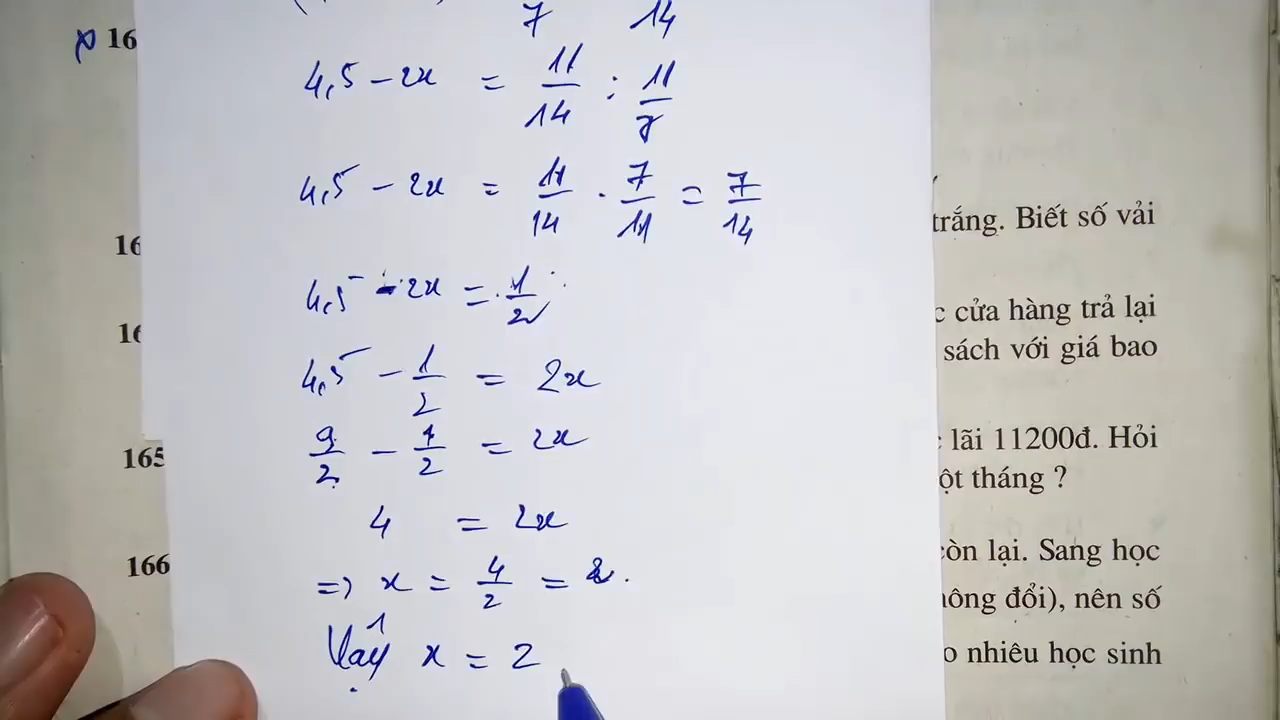 16
7 14
4,5 - 2x = 11/14 : 11/7
4,5 - 2x = 11/14 . 7/11 = 7/14
4,5 - 2x = 1/2
4,5 - 1/2 = 2x
9/2 - 1/2 = 2x
4 = 2x
=> x = 4/2 = 2.
Vậy x = 2
16
trắng. Biết số vải
16
cửa hàng trả lại
sách với giá bao
165
lãi 11200đ. Hỏi
một tháng ?
166
còn lại. Sang học
không đổi), nên số
nhiêu học sinh